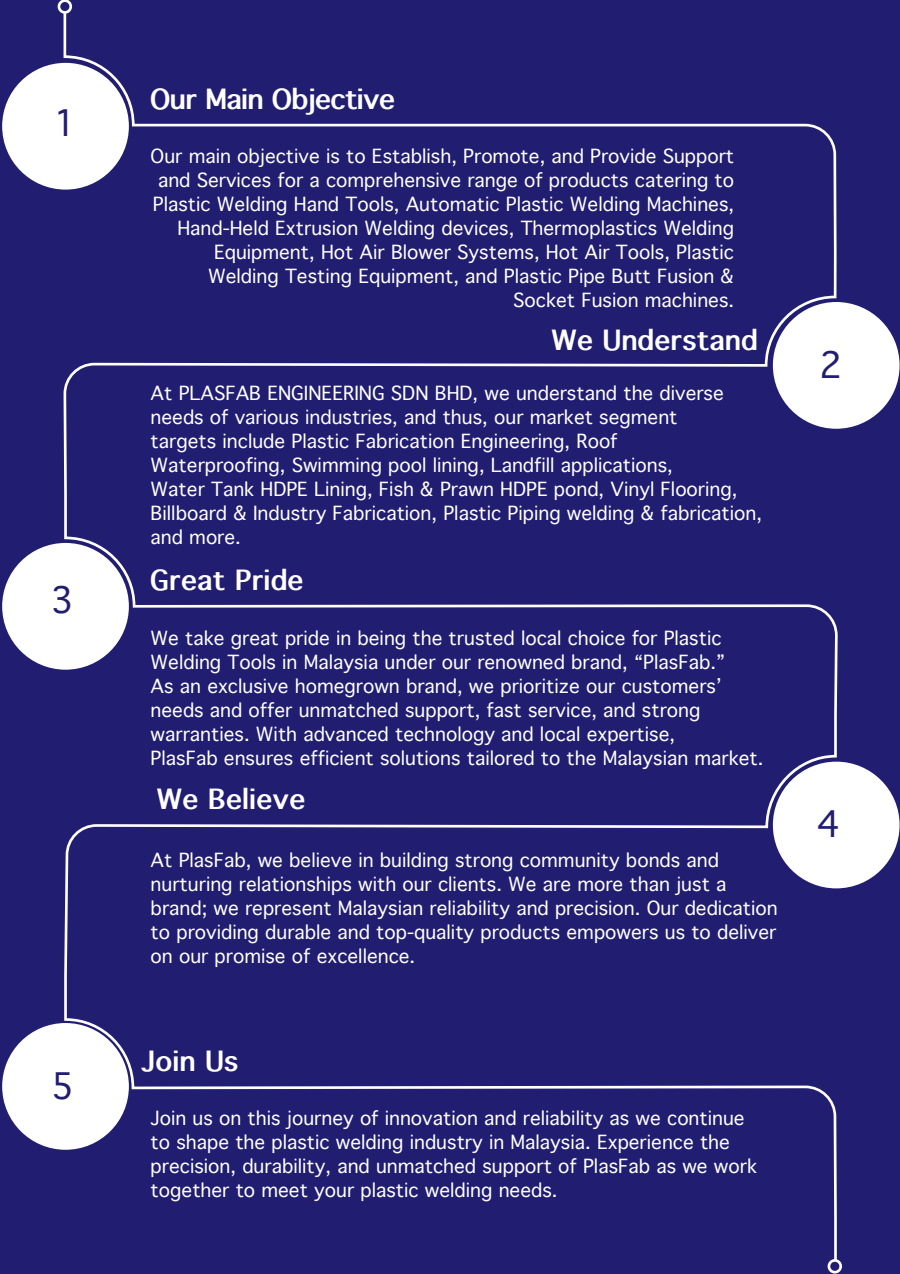 1
Our Main Objective
Our main objective is to Establish, Promote, and Provide Support
and Services for a comprehensive range of products catering to
Plastic Welding Hand Tools, Automatic Plastic Welding Machines,
Hand-Held Extrusion Welding devices, Thermoplastics Welding
Equipment, Hot Air Blower Systems, Hot Air Tools, Plastic
Welding Testing Equipment, and Plastic Pipe Butt Fusion &
Socket Fusion machines.
We Understand
2
At PLASFAB ENGINEERING SDN BHD, we understand the diverse
needs of various industries, and thus, our market segment
targets include Plastic Fabrication Engineering, Roof
Waterproofing, Swimming pool lining, Landfill applications,
Water Tank HDPE Lining, Fish & Prawn HDPE pond, Vinyl Flooring,
Billboard & Industry Fabrication, Plastic Piping welding & fabrication,
and more.
3
Great Pride
We take great pride in being the trusted local choice for Plastic
Welding Tools in Malaysia under our renowned brand, “PlasFab.”
As an exclusive homegrown brand, we prioritize our customers’
needs and offer unmatched support, fast service, and strong
warranties. With advanced technology and local expertise,
PlasFab ensures efficient solutions tailored to the Malaysian market.
We Believe
4
At PlasFab, we believe in building strong community bonds and
nurturing relationships with our clients. We are more than just a
brand; we represent Malaysian reliability and precision. Our dedication
to providing durable and top-quality products empowers us to deliver
on our promise of excellence.
5
Join Us
Join us on this journey of innovation and reliability as we continue
to shape the plastic welding industry in Malaysia. Experience the
precision, durability, and unmatched support of PlasFab as we work
together to meet your plastic welding needs.